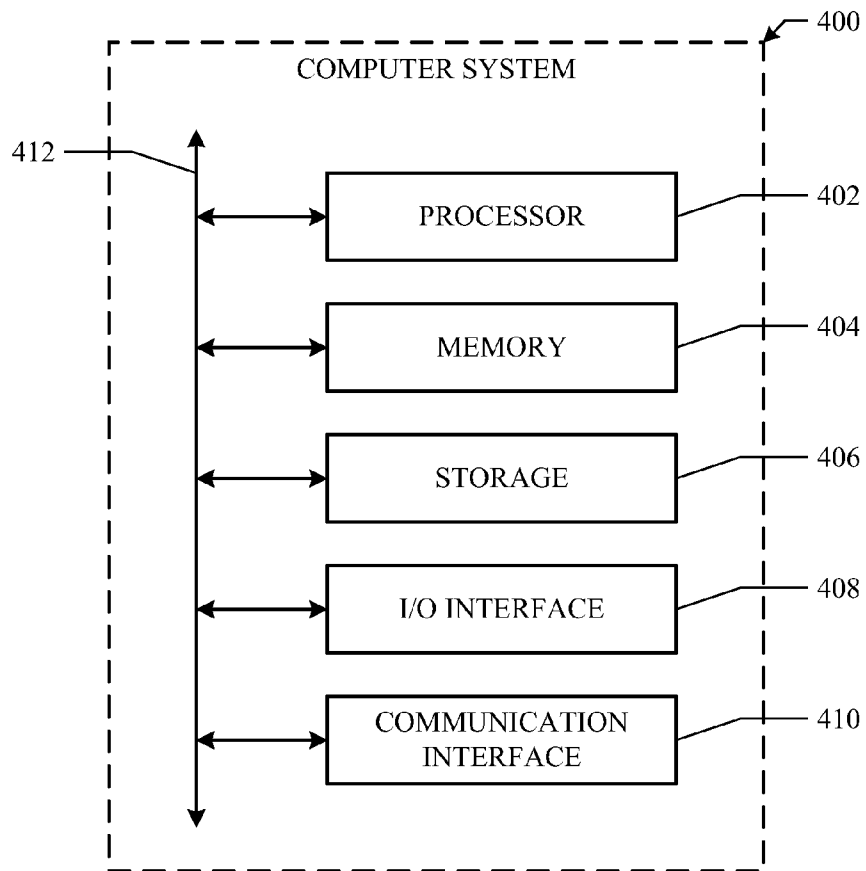 400
COMPUTER SYSTEM
412
402
PROCESSOR
404
MEMORY
406
STORAGE
408
I/O INTERFACE
410
COMMUNICATION
INTERFACE